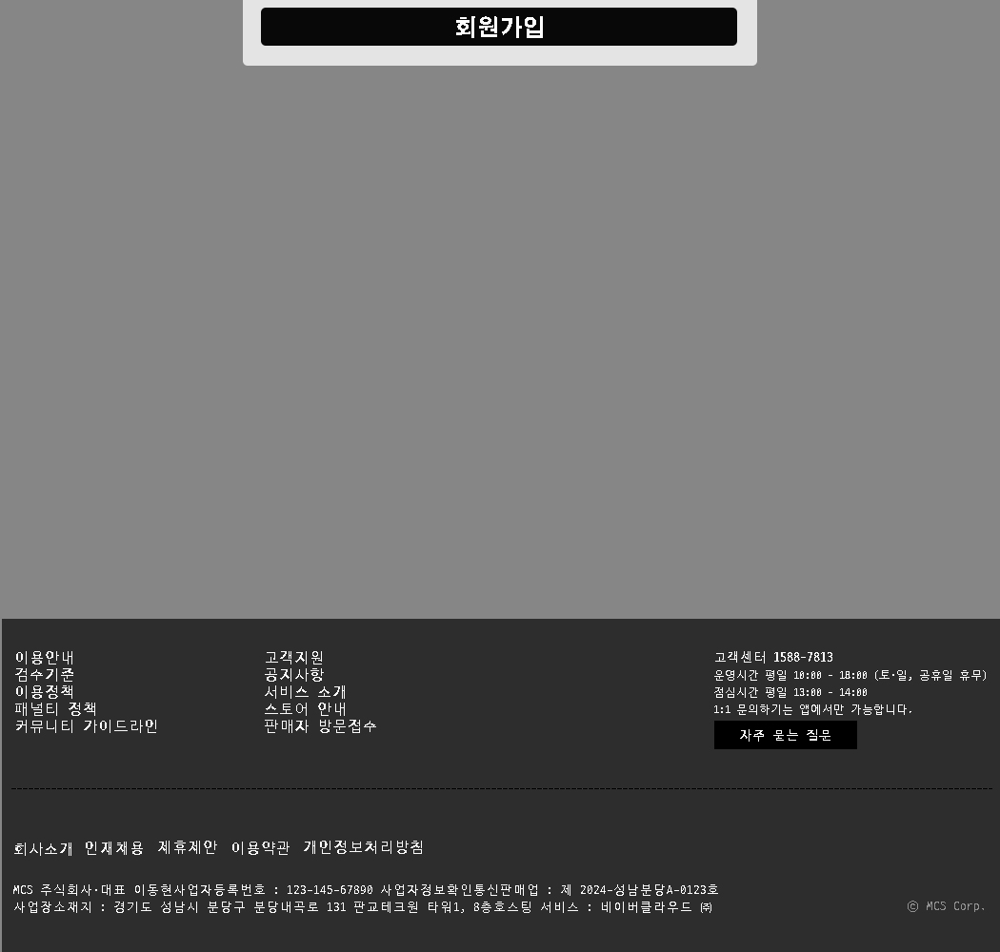 회원가입
이용안내
검수기준
이용정책
패널티 정책
커뮤니티 가이드라인
고객지원
공지사항
서비스 소개
스토어 안내
판매자 방문접수
고객센터 1588-7813
운영시간 평일 10:00 - 18:00 (토·일, 공휴일 휴무)
점심시간 평일 13:00 - 14:00
1:1 문의하기는 앱에서만 가능합니다.
자주 묻는 질문
회사소개 인재채용 제휴제안 이용약관 개인정보처리방침
MCS 주식회사·대표 이동현사업자등록번호 : 123-145-67890 사업자정보확인통신판매업 : 제 2024-성남분당A-0123호
사업장소재지 : 경기도 성남시 분당구 분당내곡로 131 판교테크원 타워1, 8층호스팅 서비스 : 네이버클라우드 ㈜
© MCS Corp.